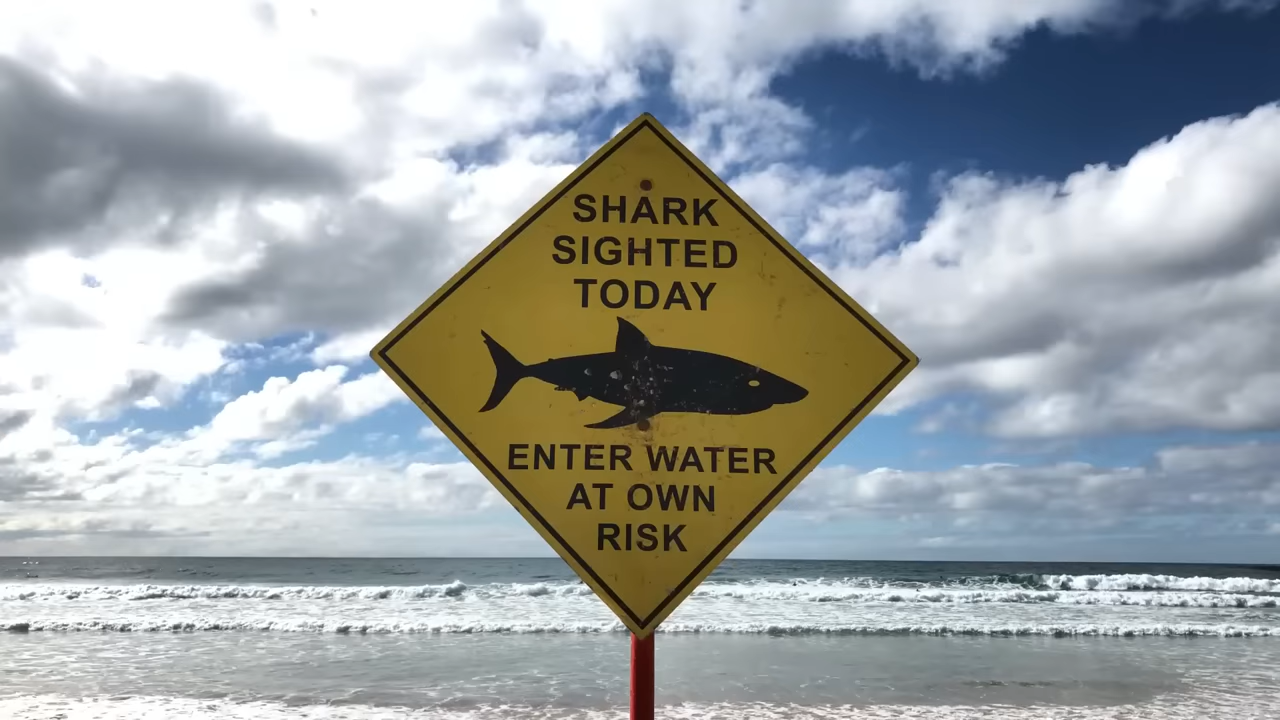 SHARK
SIGHTED
TODAY
ENTER WATER
AT OWN
RISK